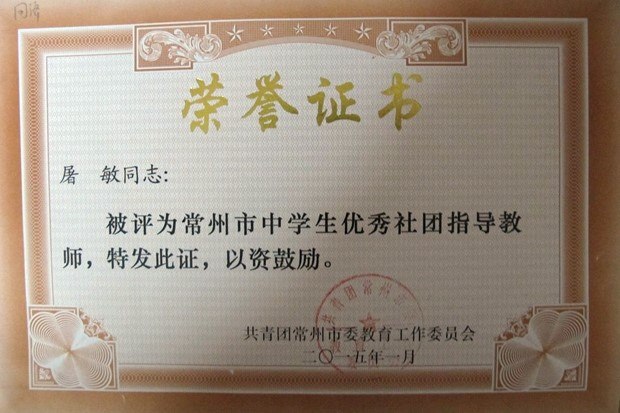 同济
荣誉证书
屠 敏同志:
被评为常州市中学生优秀社团指导教
师，特发此证，以资鼓励。
共青团常州市委教育工作委员会
二〇一五年一月